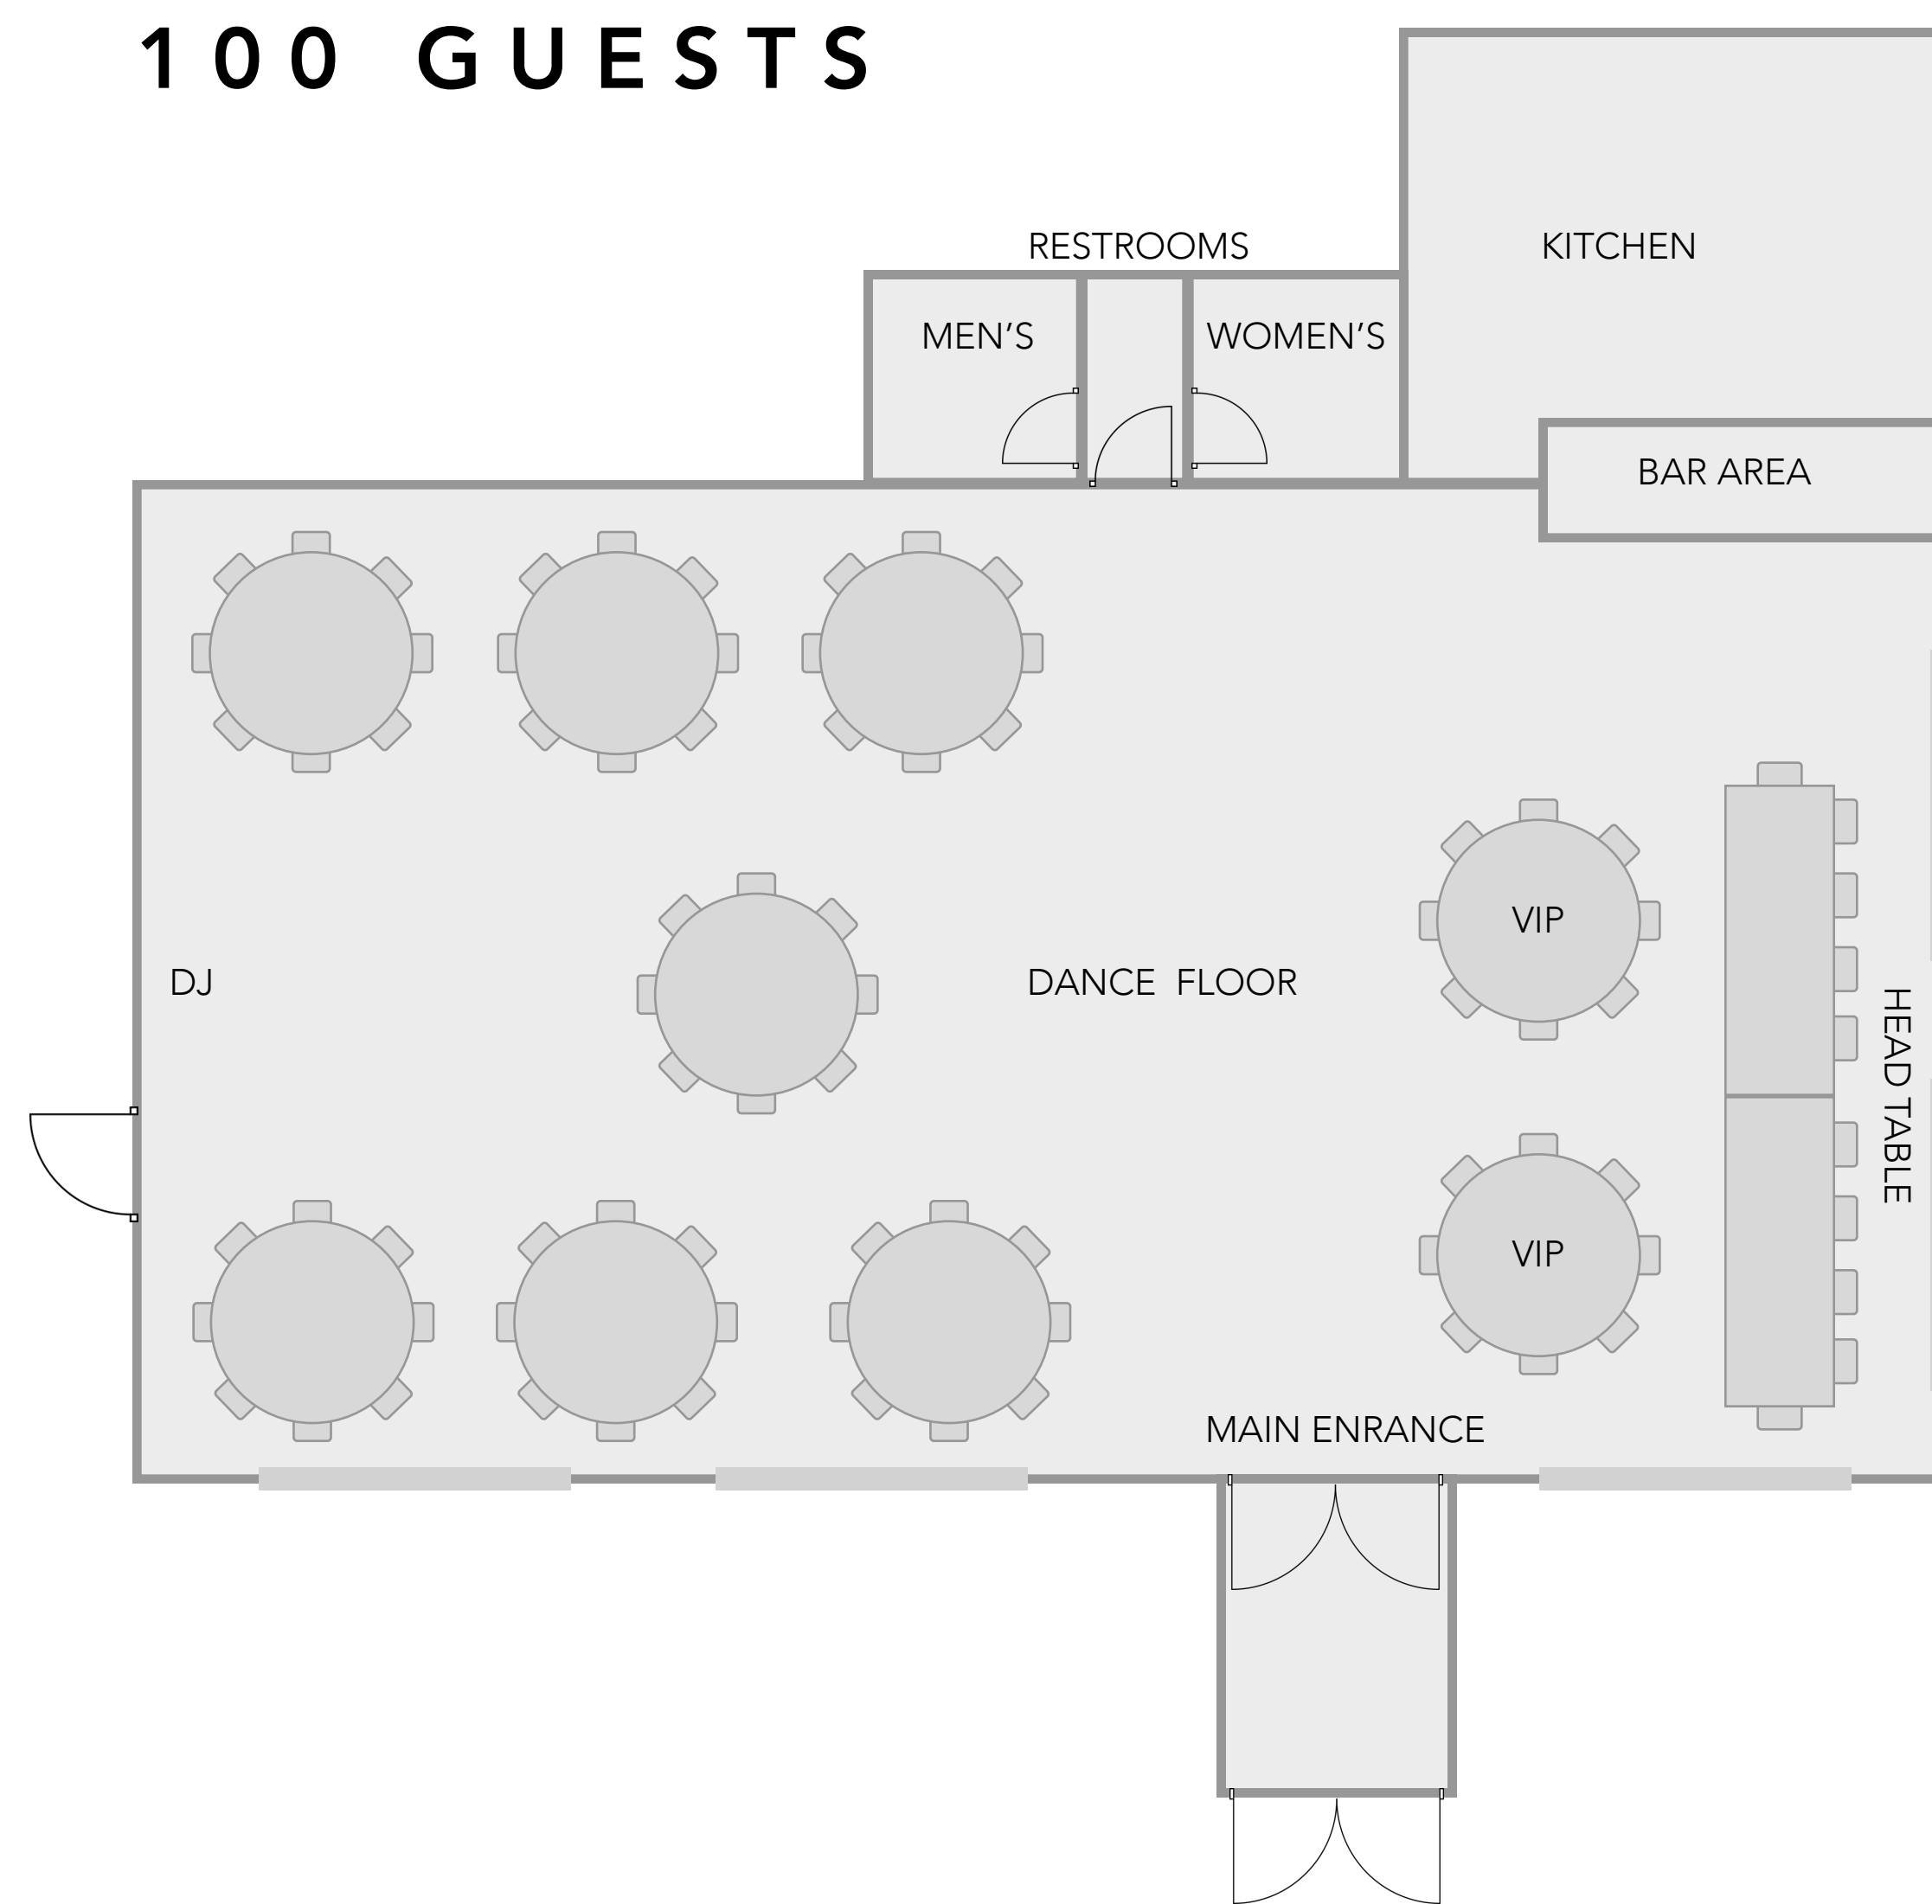 100 GUESTS
RESTROOMS
KITCHEN
MEN’S
WOMEN’S
BAR AREA
VIP
DJ
DANCE FLOOR
HEAD TABLE
VIP
MAIN ENRANCE